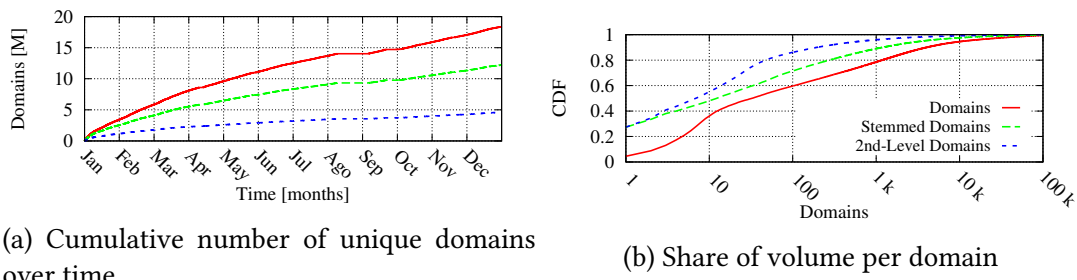 20
15
10
5
0
Domains [M]
Jan
Feb
Mar
Apr
May
Jun
Jul
Ago
Sep
Oct
Nov
Dec
Time [months]
(a) Cumulative number of unique domains
over time
1
0.8
0.6
0.4
0.2
0
CDF
Domains
Stemmed Domains
2nd-Level Domains
1
10
100
1 k
10 k
100 k
Domains
(b) Share of volume per domain